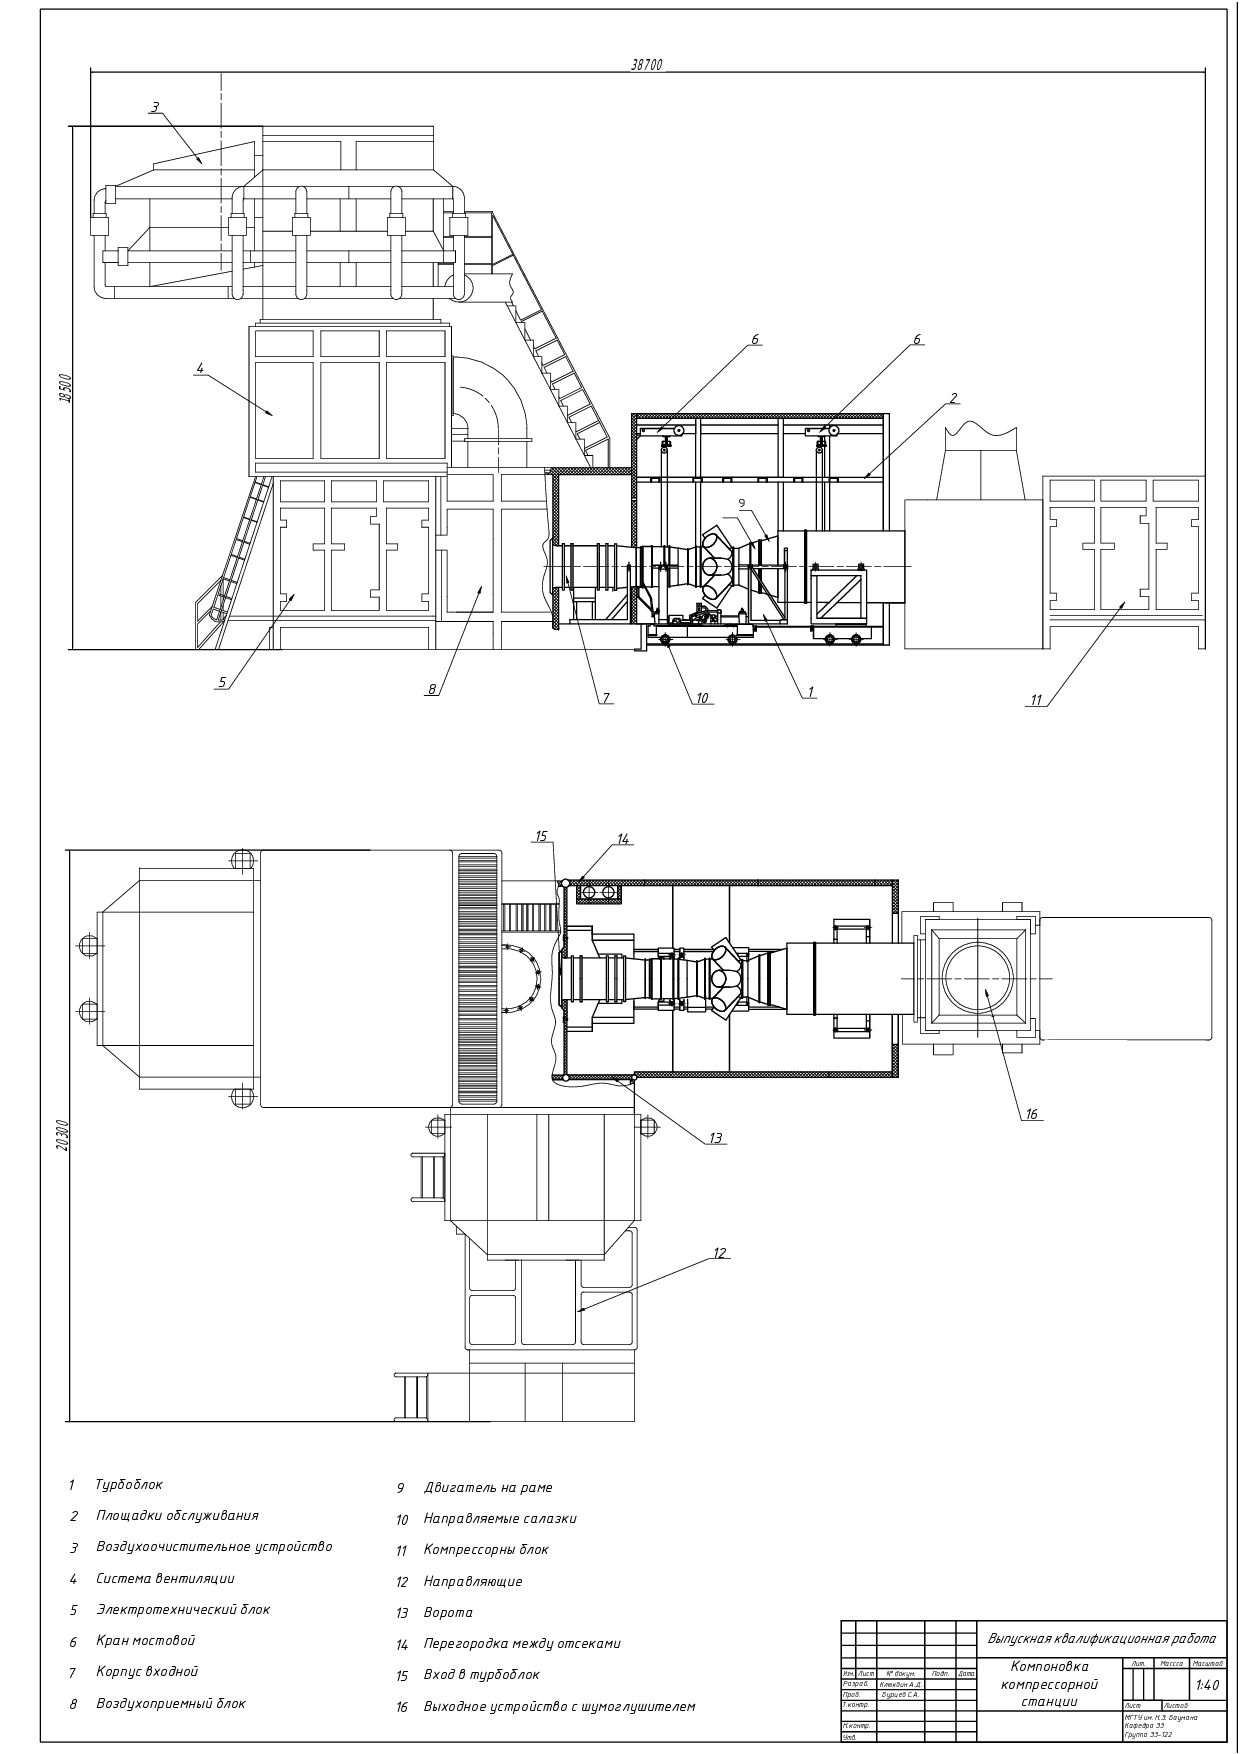 38700
3
18500
4
6
6
2
9
5
8
7
10
1
11
15
14
20300
13
16
12
1 Турбоблок
2 Площадки обслуживания
3 Воздухоочистительное устройство
4 Система вентиляции
5 Электротехнический блок
6 Кран мостовой
7 Корпус входной
8 Воздухоприемный блок
9 Двигатель на раме
10 Направляемые салазки
11 Компрессорны блок
12 Направляющие
13 Ворота
14 Перегородка между отсеками
15 Вход в турбоблок
16 Выходное устройство с шумоглушителем
Выпускная квалификационная работа
Изм. Лист № докум. Подп. Дата
Разраб. Клюквин А.Д.
Пров. Бурцев С.А.
Т.контр.
Н.контр.
Утв.
Компоновка
компрессорной
станции
Лит. Массса Масштаб
1:40
Лист Листов
МГТУ им. Н.Э. Баумана
Кафедра Э3
Группа Э3-122